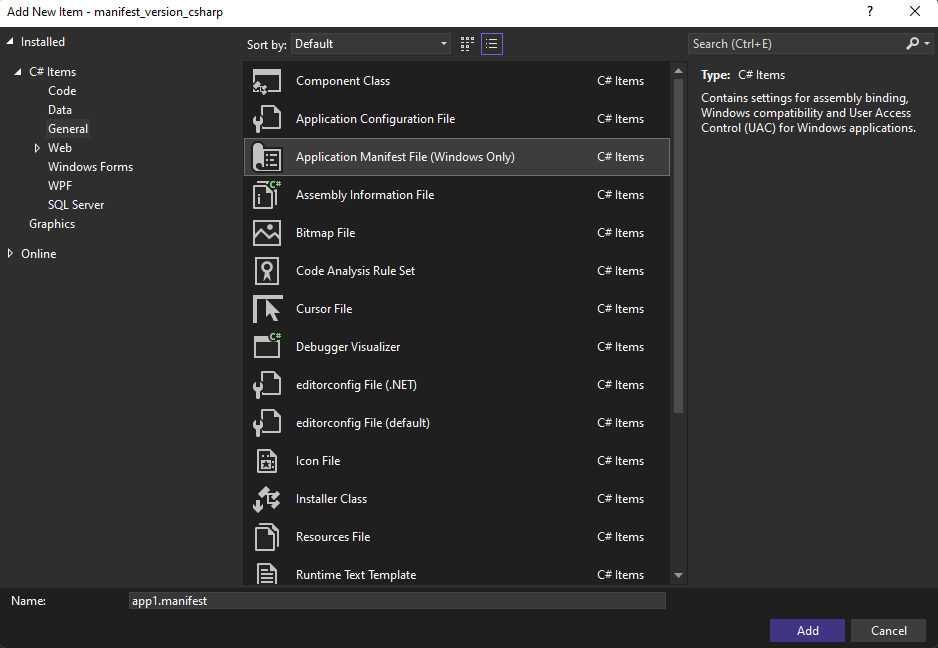 Add New Item - manifest_version_csharp
?
Installed
C# Items
Code
Data
General
Web
Windows Forms
WPF
SQL Server
Graphics
Online
Sort by: Default
Component Class C# Items
Application Configuration File C# Items
Application Manifest File (Windows Only) C# Items
C#
Assembly Information File C# Items
Bitmap File C# Items
Code Analysis Rule Set C# Items
Cursor File C# Items
C#
Debugger Visualizer C# Items
editorconfig File (.NET) C# Items
editorconfig File (default) C# Items
Icon File C# Items
Installer Class C# Items
Resources File C# Items
Runtime Text Template C# Items
Search (Ctrl+E)
Type: C# Items
Contains settings for assembly binding,
Windows compatibility and User Access
Control (UAC) for Windows applications.
Name: app1.manifest
Add Cancel